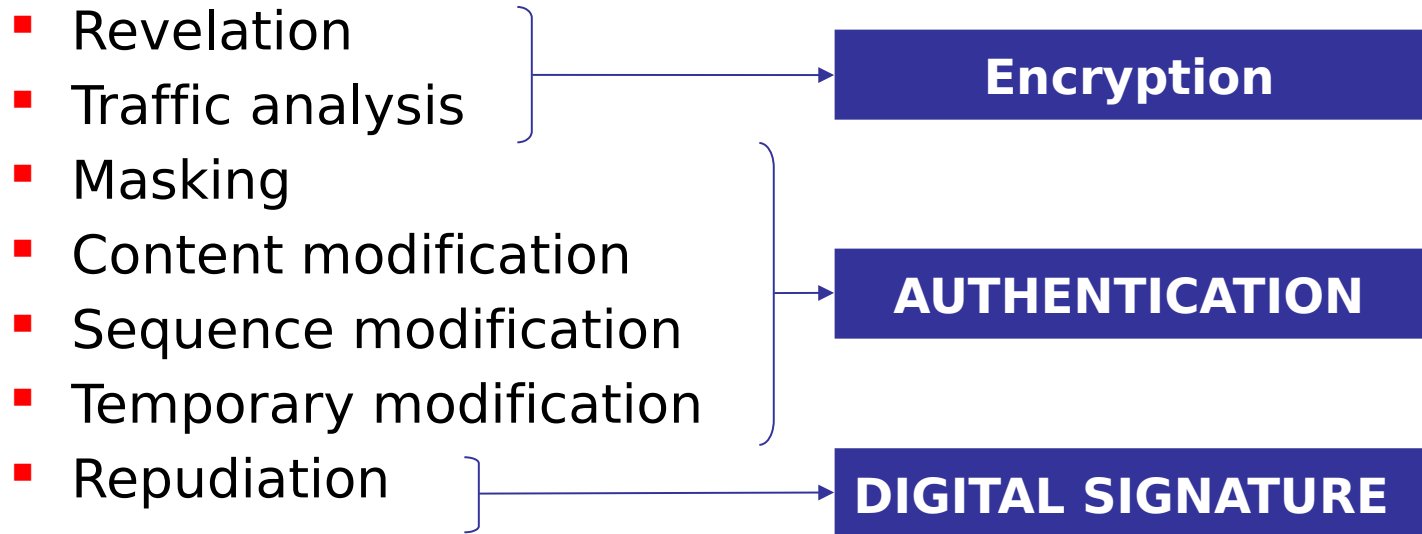 Revelation
Encryption
Traffic analysis
Masking
Content modification
AUTHENTICATION
Sequence modification
Temporary modification
Repudiation
DIGITAL SIGNATURE